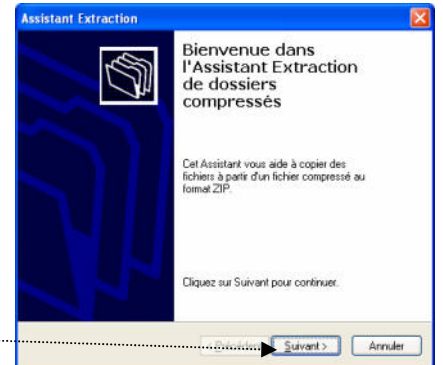 Assistant Extraction
Bienvenue dans
l'Assistant Extraction
de dossiers
compressés
Cet Assistant vous aide à copier des
fichiers à partir d'un fichier compressé au
format ZIP.
Cliquez sur Suivant pour continuer.
Suivant > Annuler